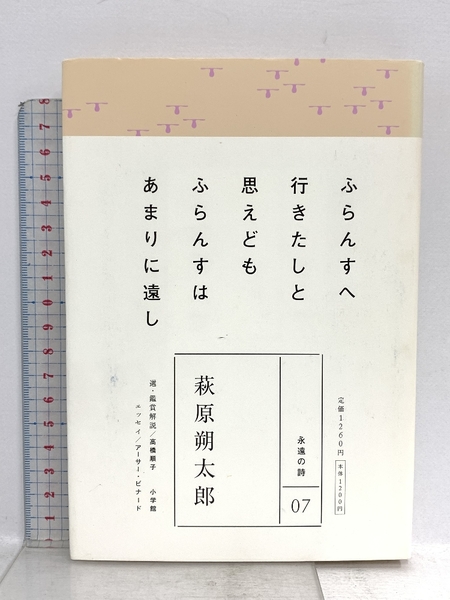 ふらんすへ
行きたしと
思えども
ふらんすは
あまりに遠し
定価1260円
本体1200円
永遠の詩
07
萩原朔太郎
選・鑑賞解説/高橋順子
小学館
エッセイ/アーサー・ビナード